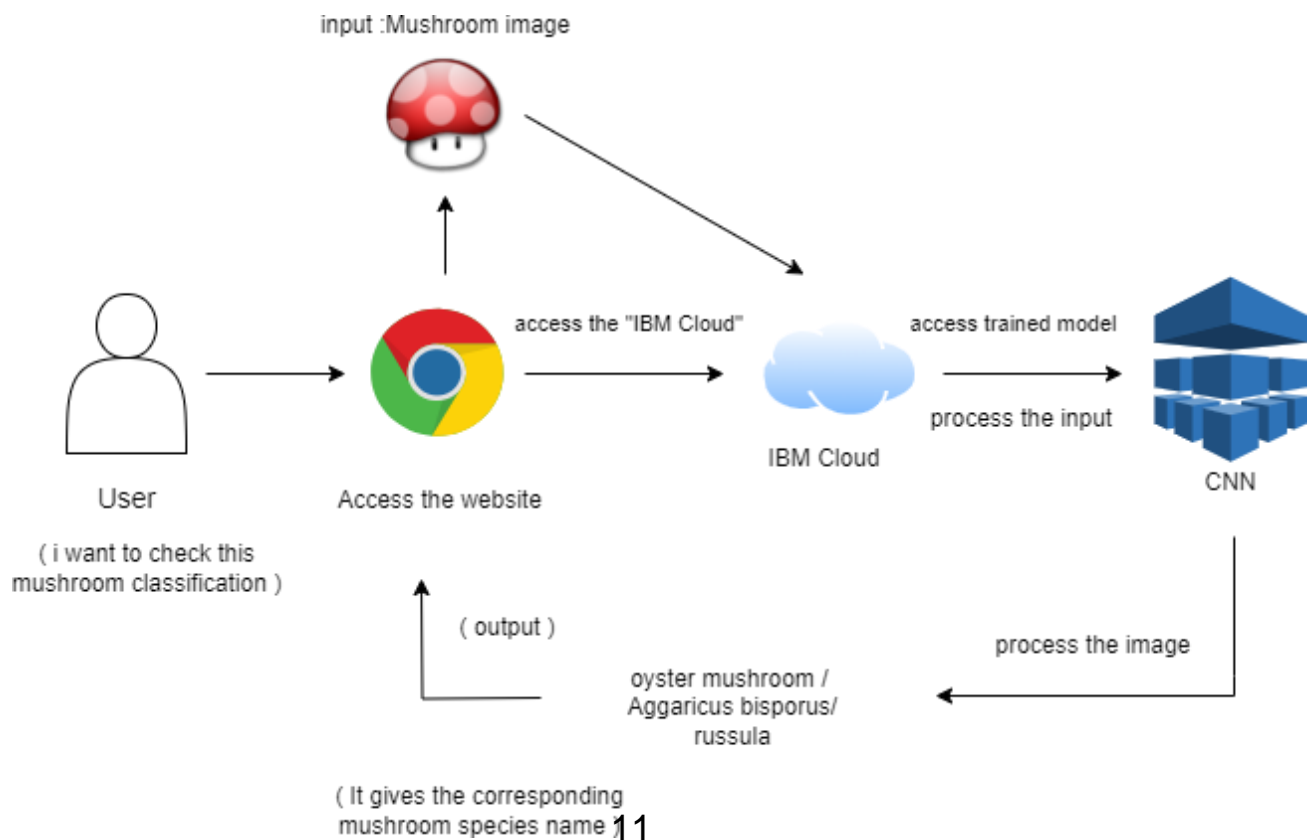 input :Mushroom image
access the "IBM Cloud"
access trained model
process the input
IBM Cloud
CNN
User
Access the website
( i want to check this
mushroom classification )
( output )
process the image
oyster mushroom /
Aggaricus bisporus/
russula
( It gives the corresponding
mushroom species name )
11